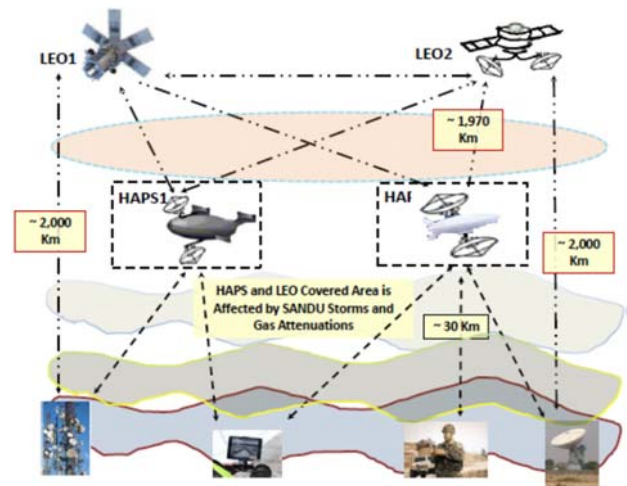 LEO1
LEO2
~ 1,970
Km
HAPS1
HAF
~ 2,000
Km
~ 2,000
Km
HAPS and LEO Covered Area is
Affected by SANDU Storms and
Gas Attenuations
~ 30 Km